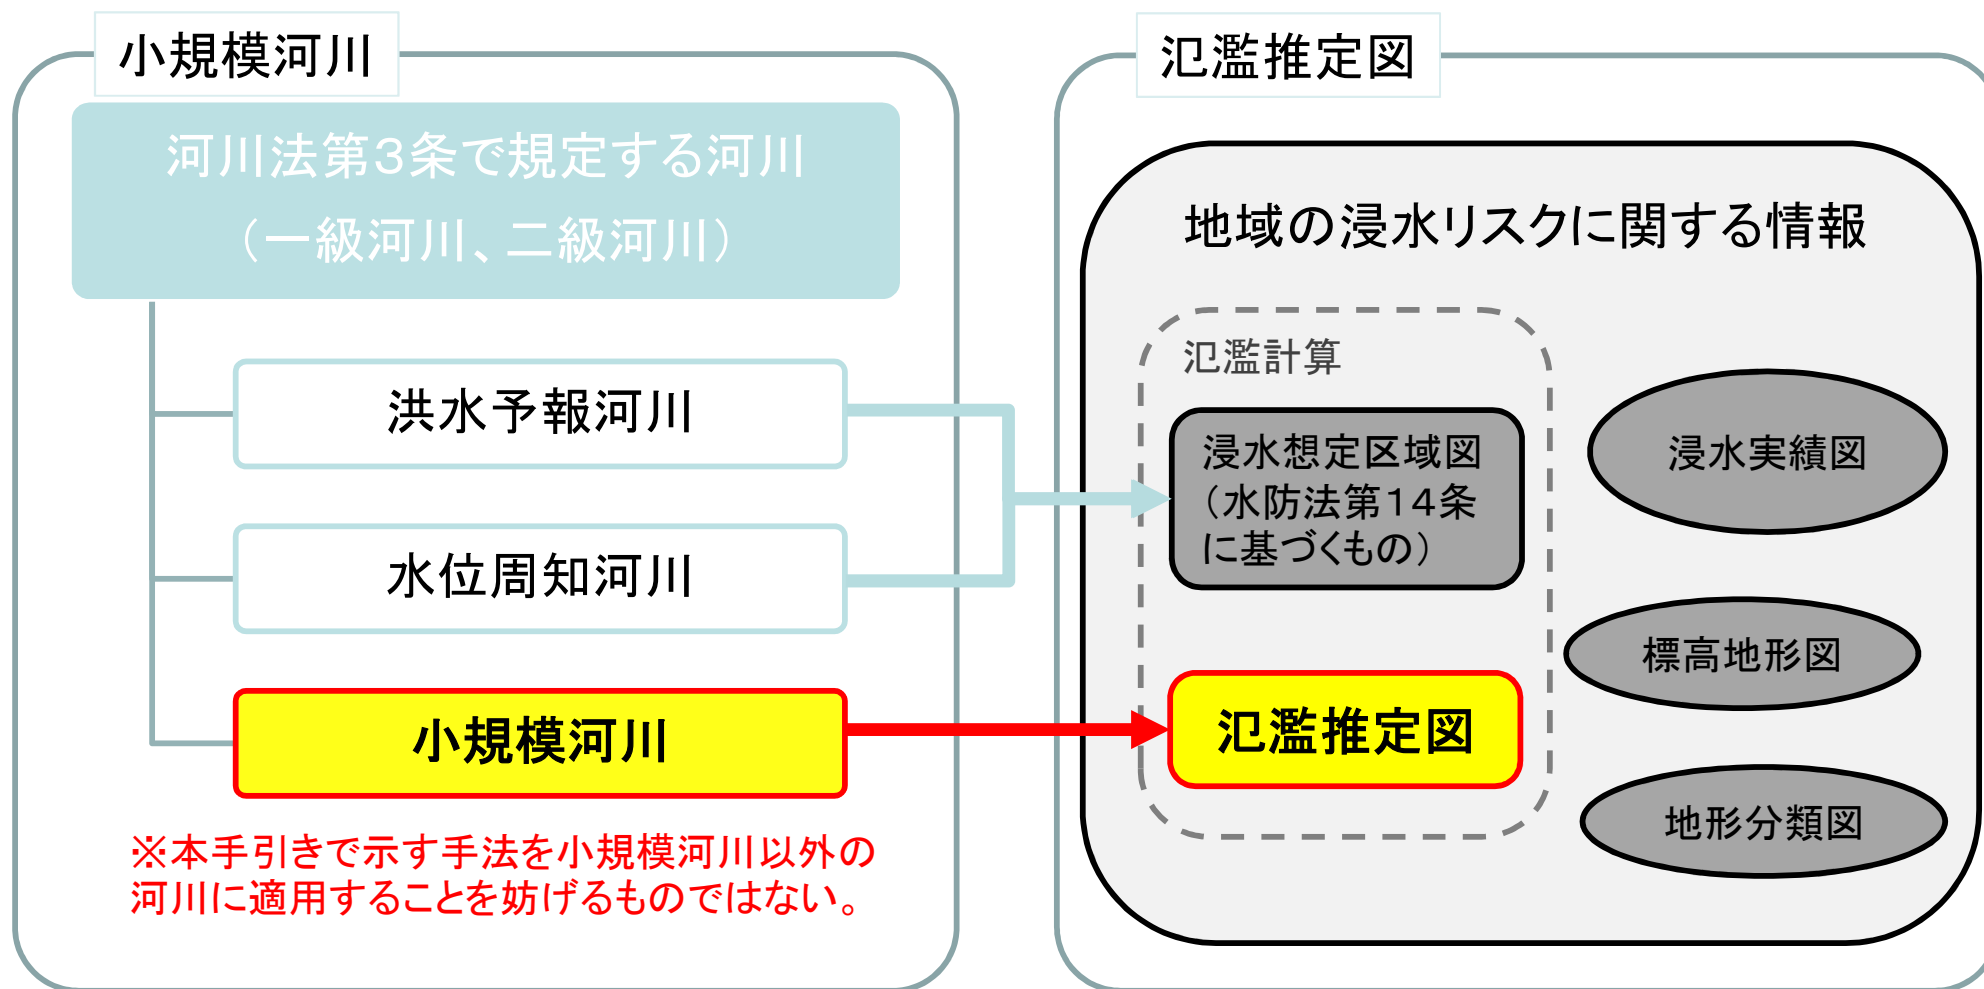 小規模河川
河川法第3条で規定する河川
（一級河川、二級河川）
洪水予報河川
水位周知河川
小規模河川
※本手引きで示す手法を小規模河川以外の
河川に適用することを妨げるものではない。
氾濫推定図
地域の浸水リスクに関する情報
氾濫計算
浸水想定区域図
（水防法第14条
に基づくもの）
氾濫推定図
浸水実績図
標高地形図
地形分類図